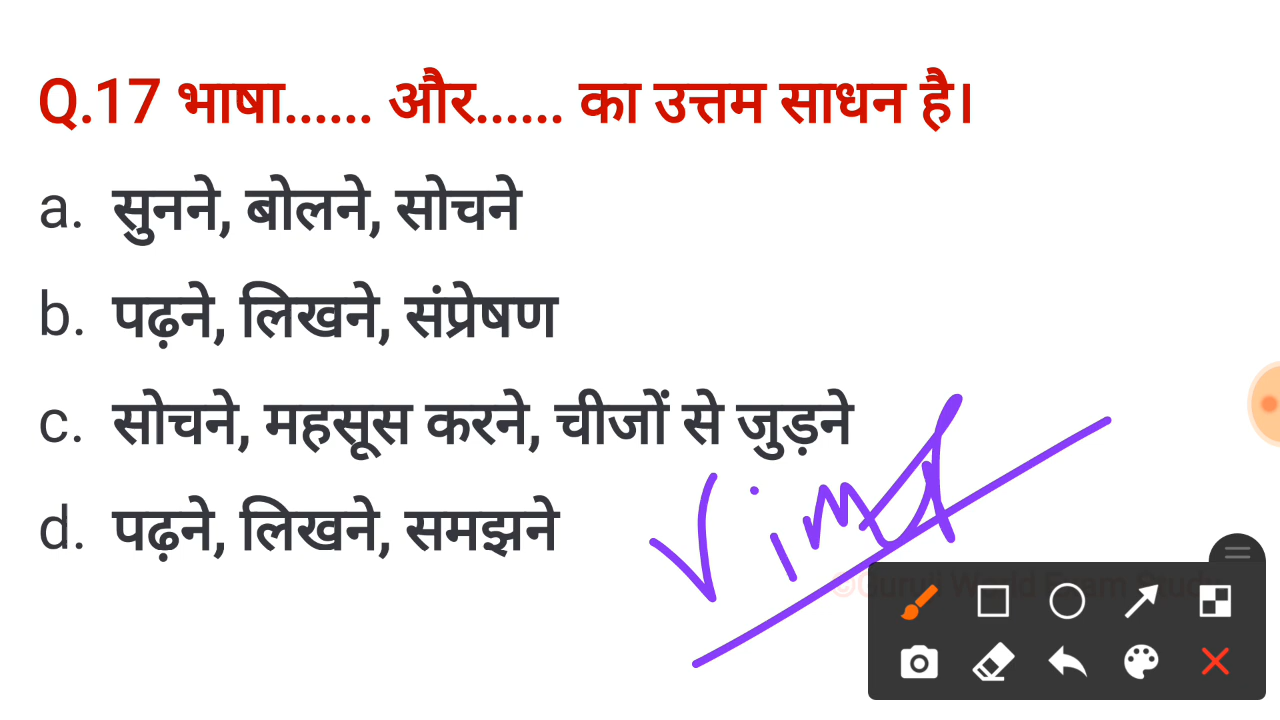 Q.17 भाषा...... और...... का उत्तम साधन है।
a. सुनने, बोलने, सोचने
b. पढ़ने, लिखने, संप्रेषण
c. सोचने, महसूस करने, चीजों से जुड़ने
d. पढ़ने, लिखने, समझने